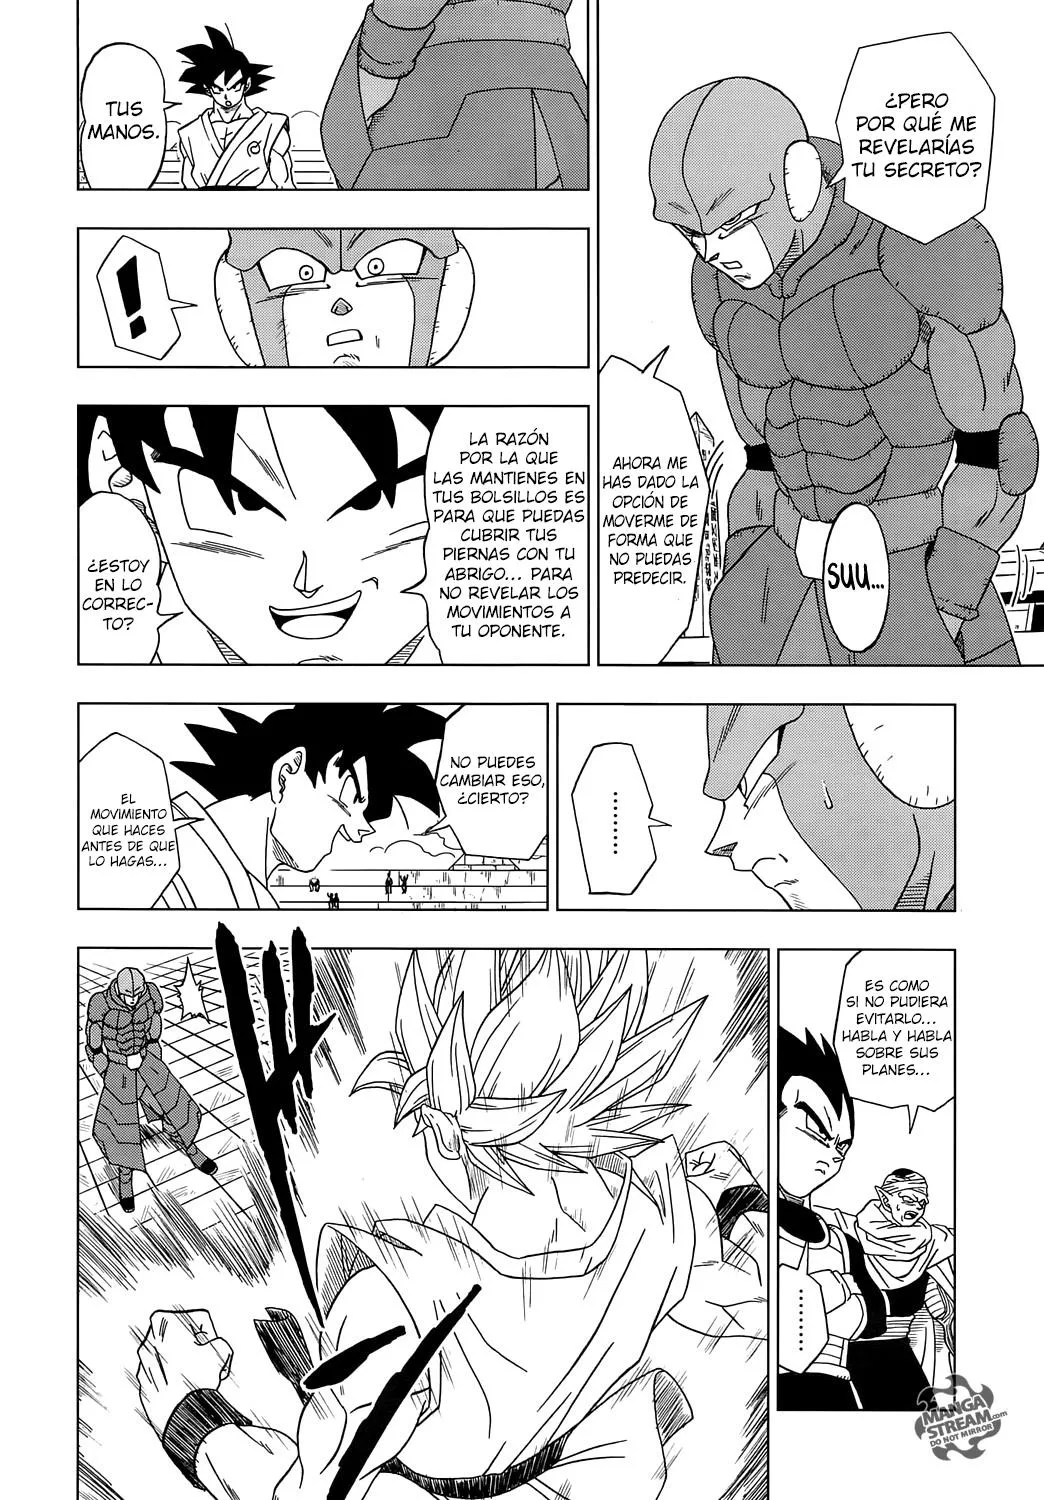 ¿PERO
POR QUÉ ME
REVELARÍAS
TU SECRETO?
AHORA ME
HAS DADO LA
OPCIÓN DE
MOVERME DE
FORMA QUE
NO PUEDAS
PREDECIR.
SUU...
TUS
MANOS.
!
LA RAZÓN
POR LA QUE
LAS MANTIENES EN
TUS BOLSILLOS ES
PARA QUE PUEDAS
CUBRIR TUS
PIERNAS CON TU
ABRIGO... PARA
NO REVELAR LOS
MOVIMIENTOS A
TU OPONENTE.
¿ESTOY
EN LO
CORREC-
TO?
.........
NO PUEDES
CAMBIAR ESO,
¿CIERTO?
EL
MOVIMIENTO
QUE HACES
ANTES DE QUE
LO HAGAS...
ES COMO
SI NO PUDIERA
EVITARLO...
HABLA Y HABLA
SOBRE SUS
PLANES...
.........
MANGA
STREAM.com
DO NOT MIRROR